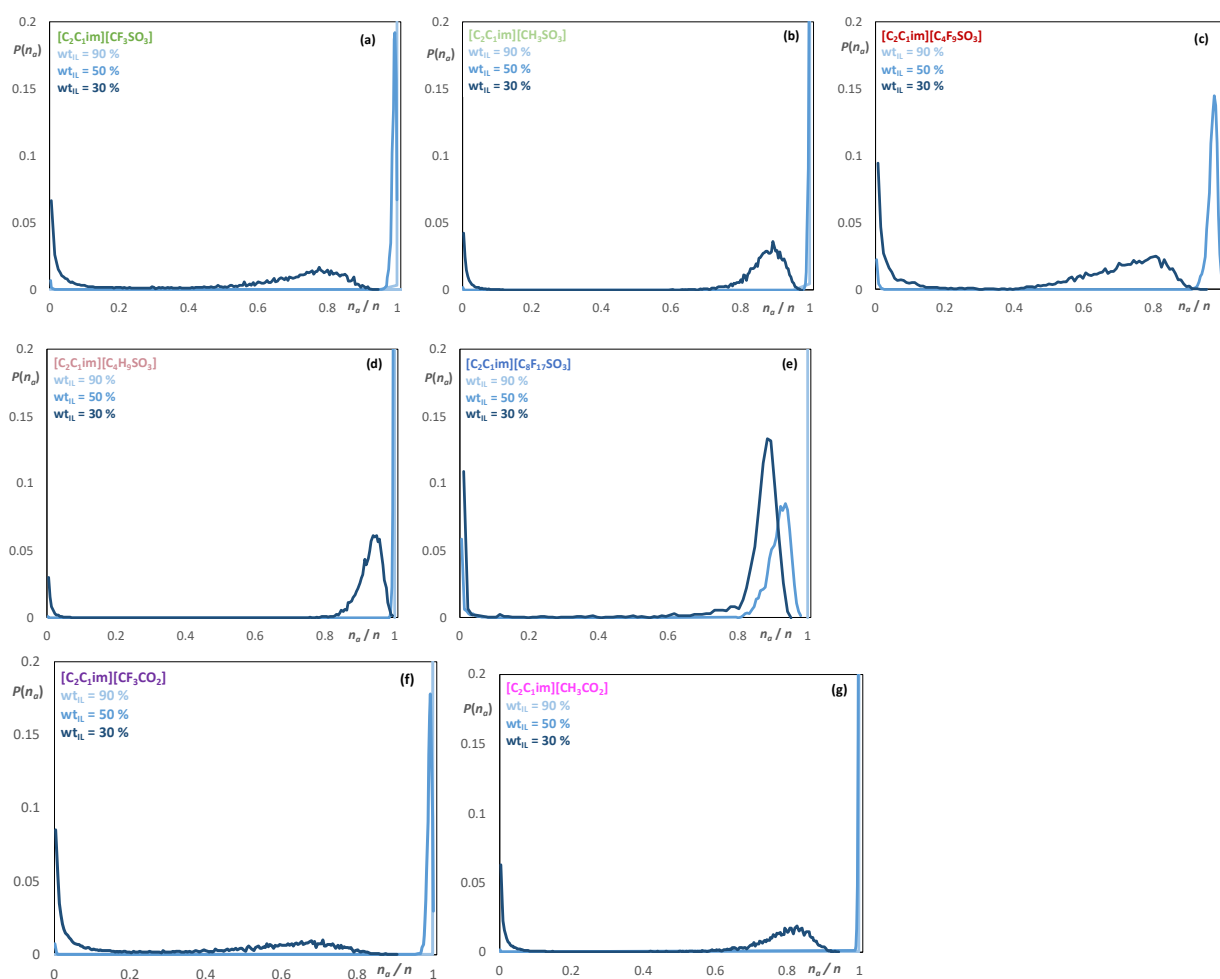 [C₂C₁im][CF₃SO₃]
(a)
P(nₐ)
wt_IL = 90 %
wt_IL = 50 %
wt_IL = 30 %
0.2
0.15
0.1
0.05
0
0 0.2 0.4 0.6 0.8 1
nₐ / n
[C₂C₁im][CH₃SO₃]
(b)
P(nₐ)
wt_IL = 90 %
wt_IL = 50 %
wt_IL = 30 %
0.2
0.15
0.1
0.05
0
0 0.2 0.4 0.6 0.8 1
nₐ / n
[C₂C₁im][C₄F₉SO₃]
(c)
P(nₐ)
wt_IL = 90 %
wt_IL = 50 %
wt_IL = 30 %
0.2
0.15
0.1
0.05
0
0 0.2 0.4 0.6 0.8 1
nₐ / n
[C₂C₁im][C₄H₉SO₃]
(d)
P(nₐ)
wt_IL = 90 %
wt_IL = 50 %
wt_IL = 30 %
0.2
0.15
0.1
0.05
0
0 0.2 0.4 0.6 0.8 1
nₐ / n
[C₂C₁im][C₈F₁₇SO₃]
(e)
P(nₐ)
wt_IL = 90 %
wt_IL = 50 %
wt_IL = 30 %
0.2
0.15
0.1
0.05
0
0 0.2 0.4 0.6 0.8 1
nₐ / n
[C₂C₁im][CF₃CO₂]
(f)
P(nₐ)
wt_IL = 90 %
wt_IL = 50 %
wt_IL = 30 %
0.2
0.15
0.1
0.05
0
0 0.2 0.4 0.6 0.8 1
nₐ / n
[C₂C₁im][CH₃CO₂]
(g)
P(nₐ)
wt_IL = 90 %
wt_IL = 50 %
wt_IL = 30 %
0.2
0.15
0.1
0.05
0
0 0.2 0.4 0.6 0.8 1
nₐ / n